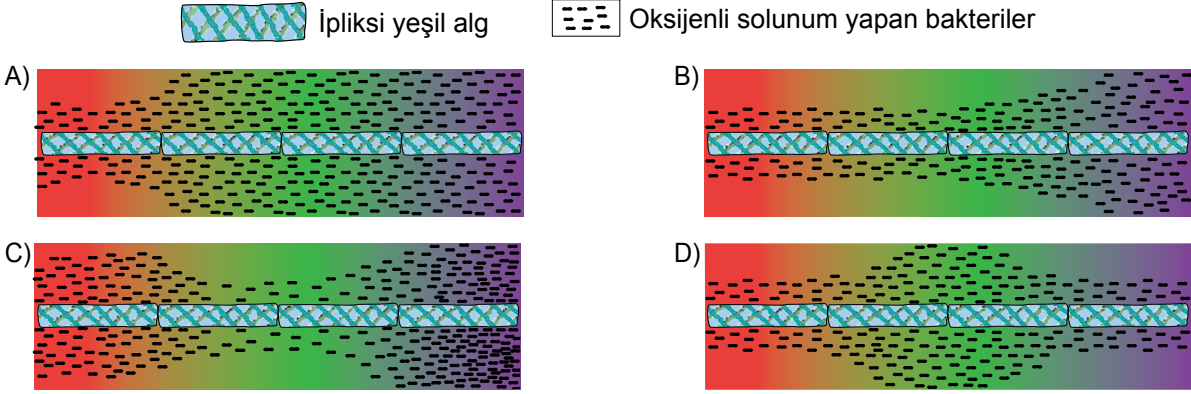 İpliksi yeşil alg
Oksijenli solunum yapan bakteriler
A)
B)
C)
D)